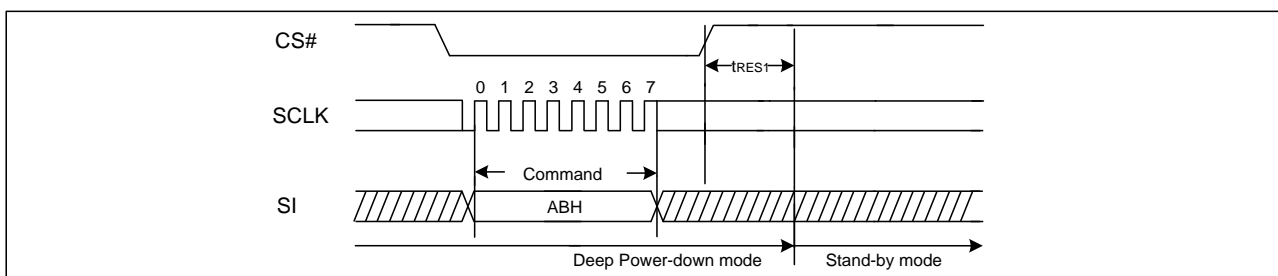 CS#
tRES1
0 1 2 3 4 5 6 7
SCLK
Command
SI
ABH
Deep Power-down mode
Stand-by mode